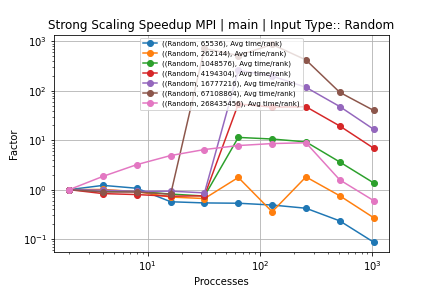 Strong Scaling Speedup MPI | main | Input Type:: Random
10³
10²
10¹
10⁰
10⁻¹
Factor
((Random, 65536), Avg time/rank)
((Random, 262144), Avg time/rank)
((Random, 1048576), Avg time/rank)
((Random, 4194304), Avg time/rank)
((Random, 16777216), Avg time/rank)
((Random, 67108864), Avg time/rank)
((Random, 268435456), Avg time/rank)
10¹
10²
10³
Proccesses